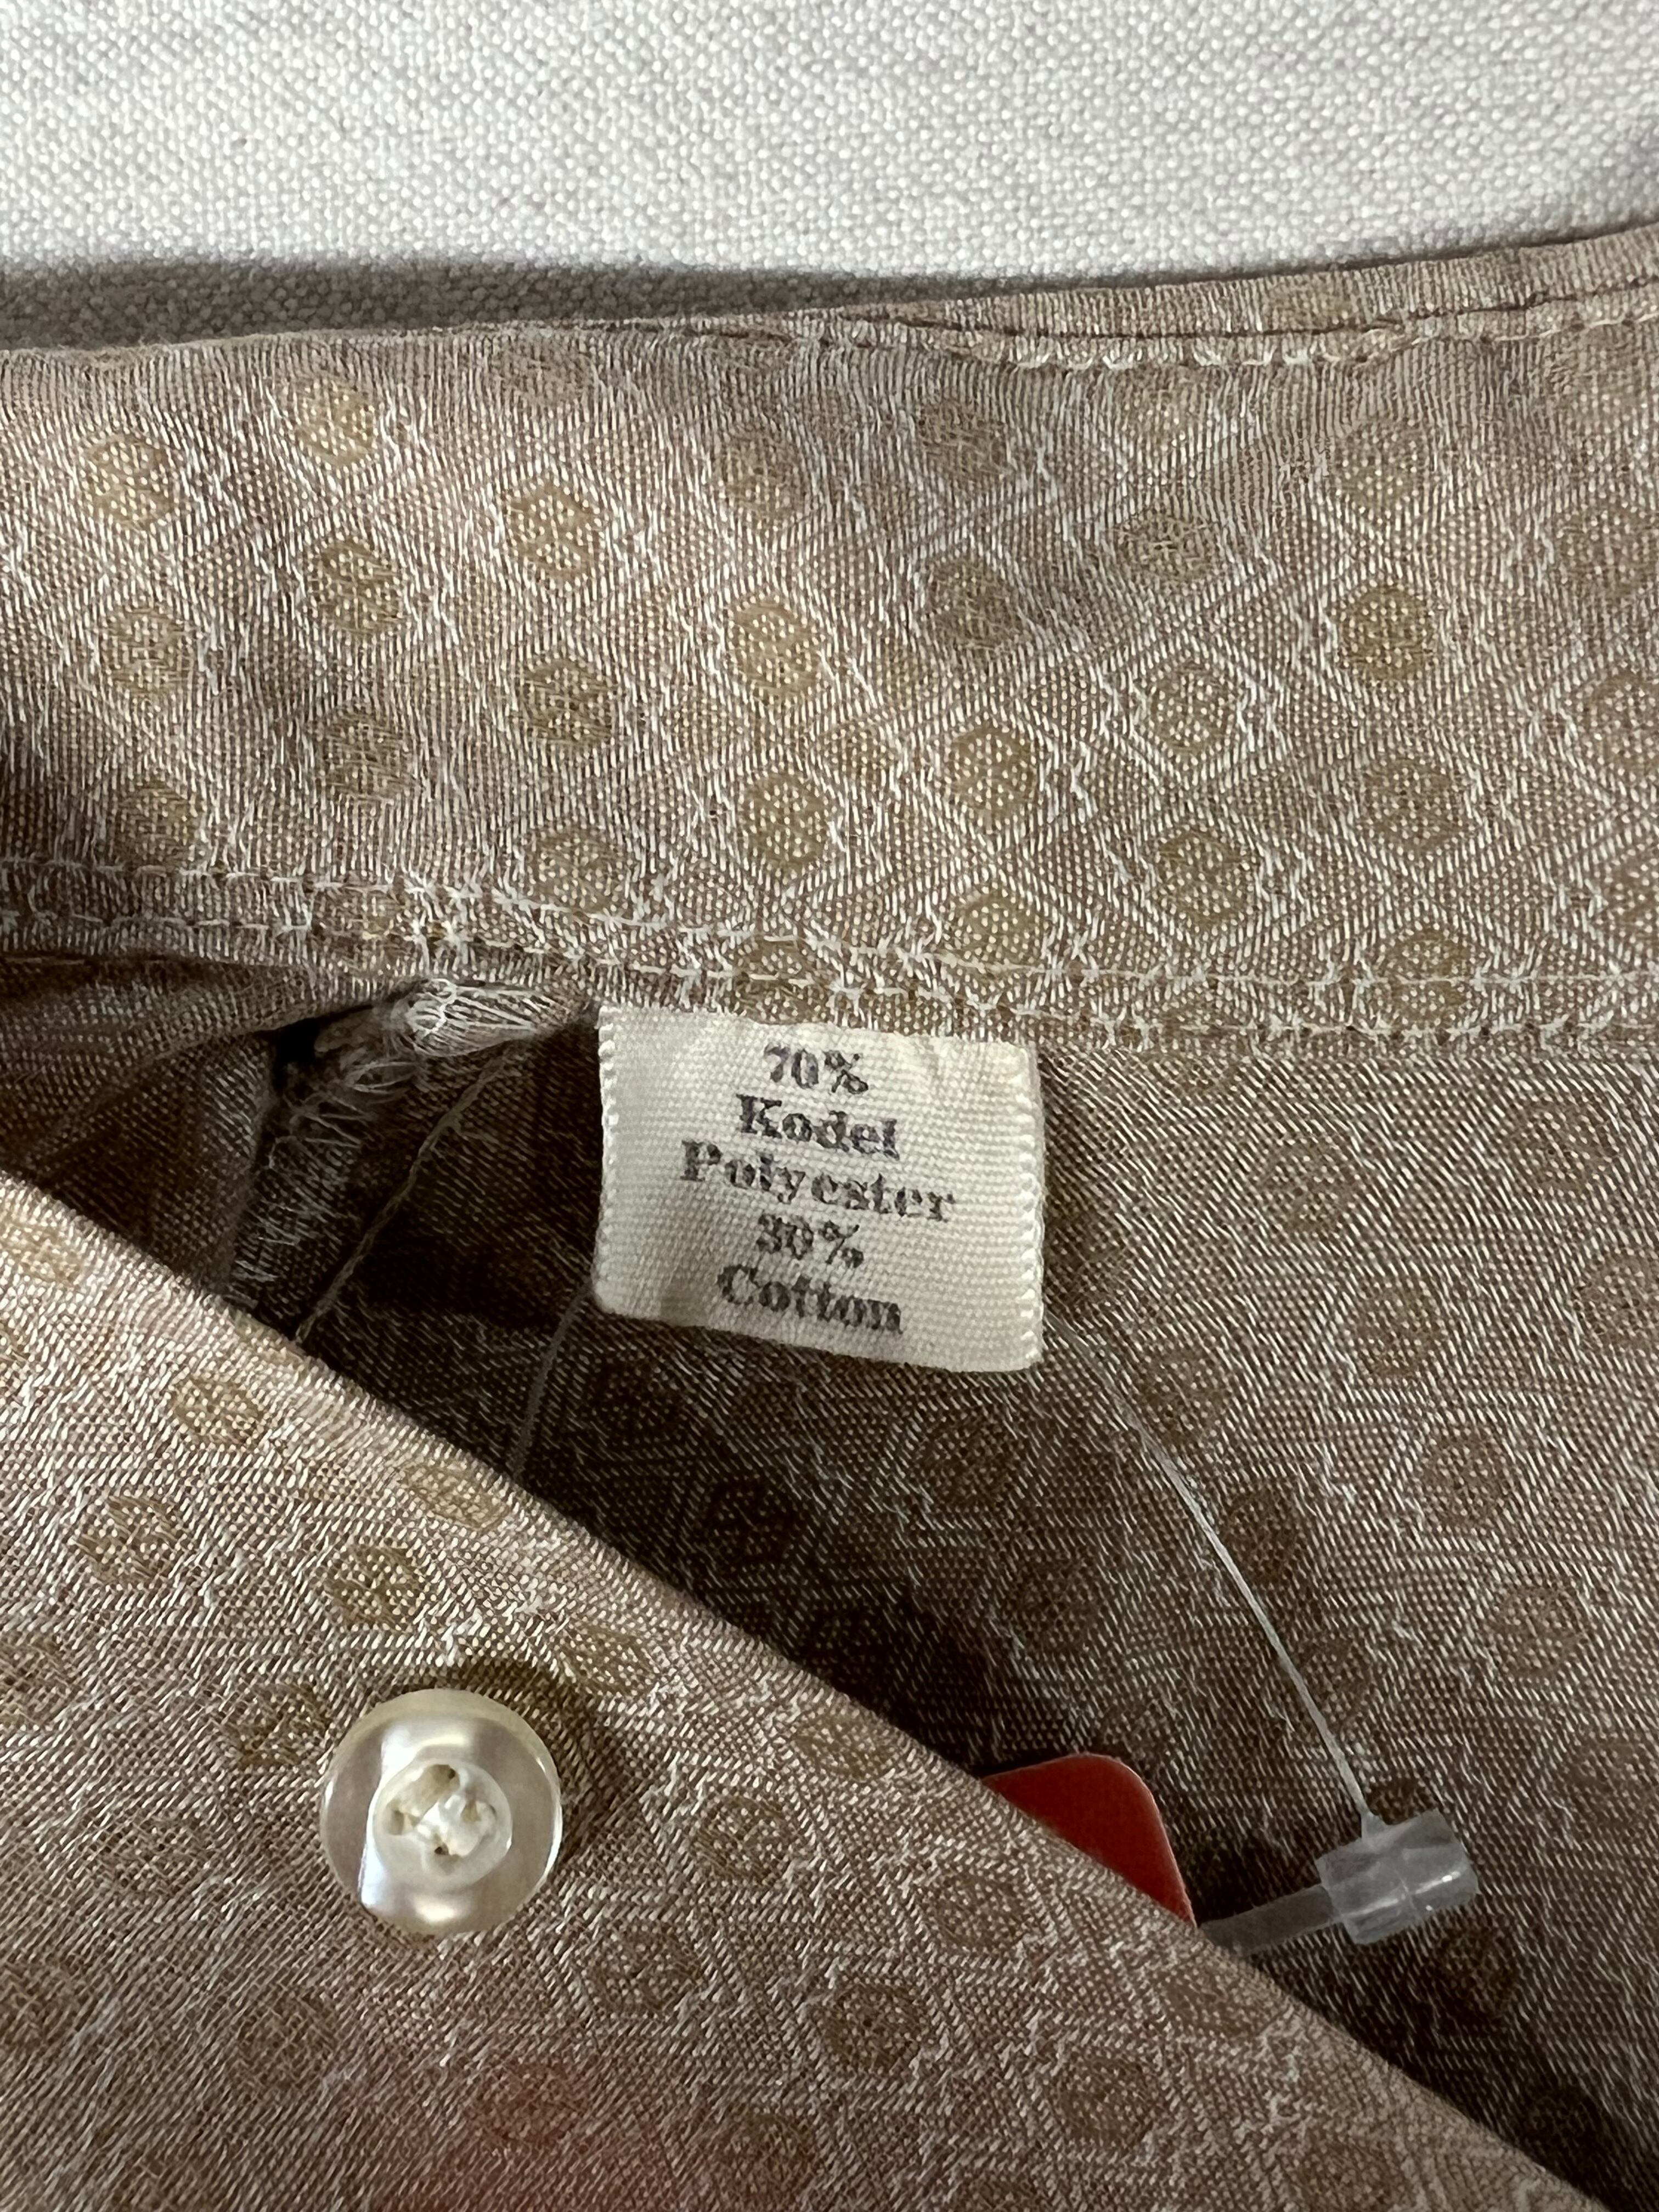 70%
Kodel
Polyester
30%
Cotton